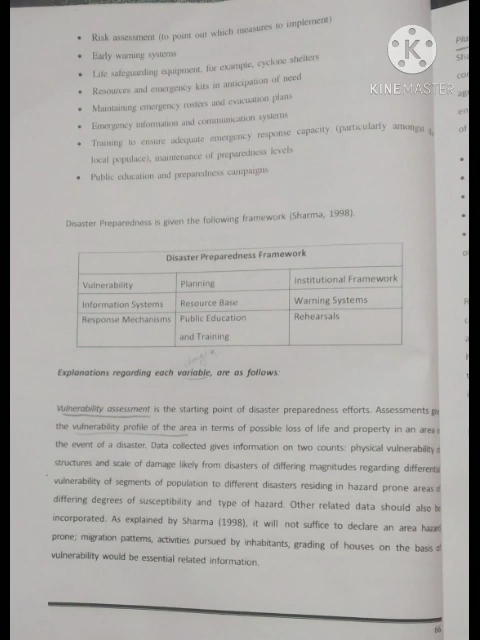 • Risk assessment (to point out which measures to implement)
• Early warning systems
• Life safeguarding equipment, for example, cyclone shelters
• Resources and emergency kits in anticipation of need
• Maintaining emergency rosters and evacuation plans
• Emergency information and communication systems
• Training to ensure adequate emergency response capacity (particularly amongst
local populace), maintenance of preparedness levels
• Public education and preparedness campaigns
K
KINEMASTER
Disaster Preparedness is given the following framework (Sharma, 1998).
Disaster Preparedness Framework
Vulnerability Planning Institutional Framework
Information Systems Resource Base Warning Systems
Response Mechanisms Public Education Rehearsals
and Training
Explanations regarding each variable, are as follows:
Vulnerability assessment is the starting point of disaster preparedness efforts. Assessments
the vulnerability profile of the area in terms of possible loss of life and property in an area
the event of a disaster. Data collected gives information on two counts: physical vulnerability
structures and scale of damage likely from disasters of differing magnitudes regarding differential
vulnerability of segments of population to different disasters residing in hazard prone areas
differing degrees of susceptibility and type of hazard. Other related data should also be
incorporated. As explained by Sharma (1998), it will not suffice to declare an area hazard
prone; migration patterns, activities pursued by inhabitants, grading of houses on the basis of
vulnerability would be essential related information.
66